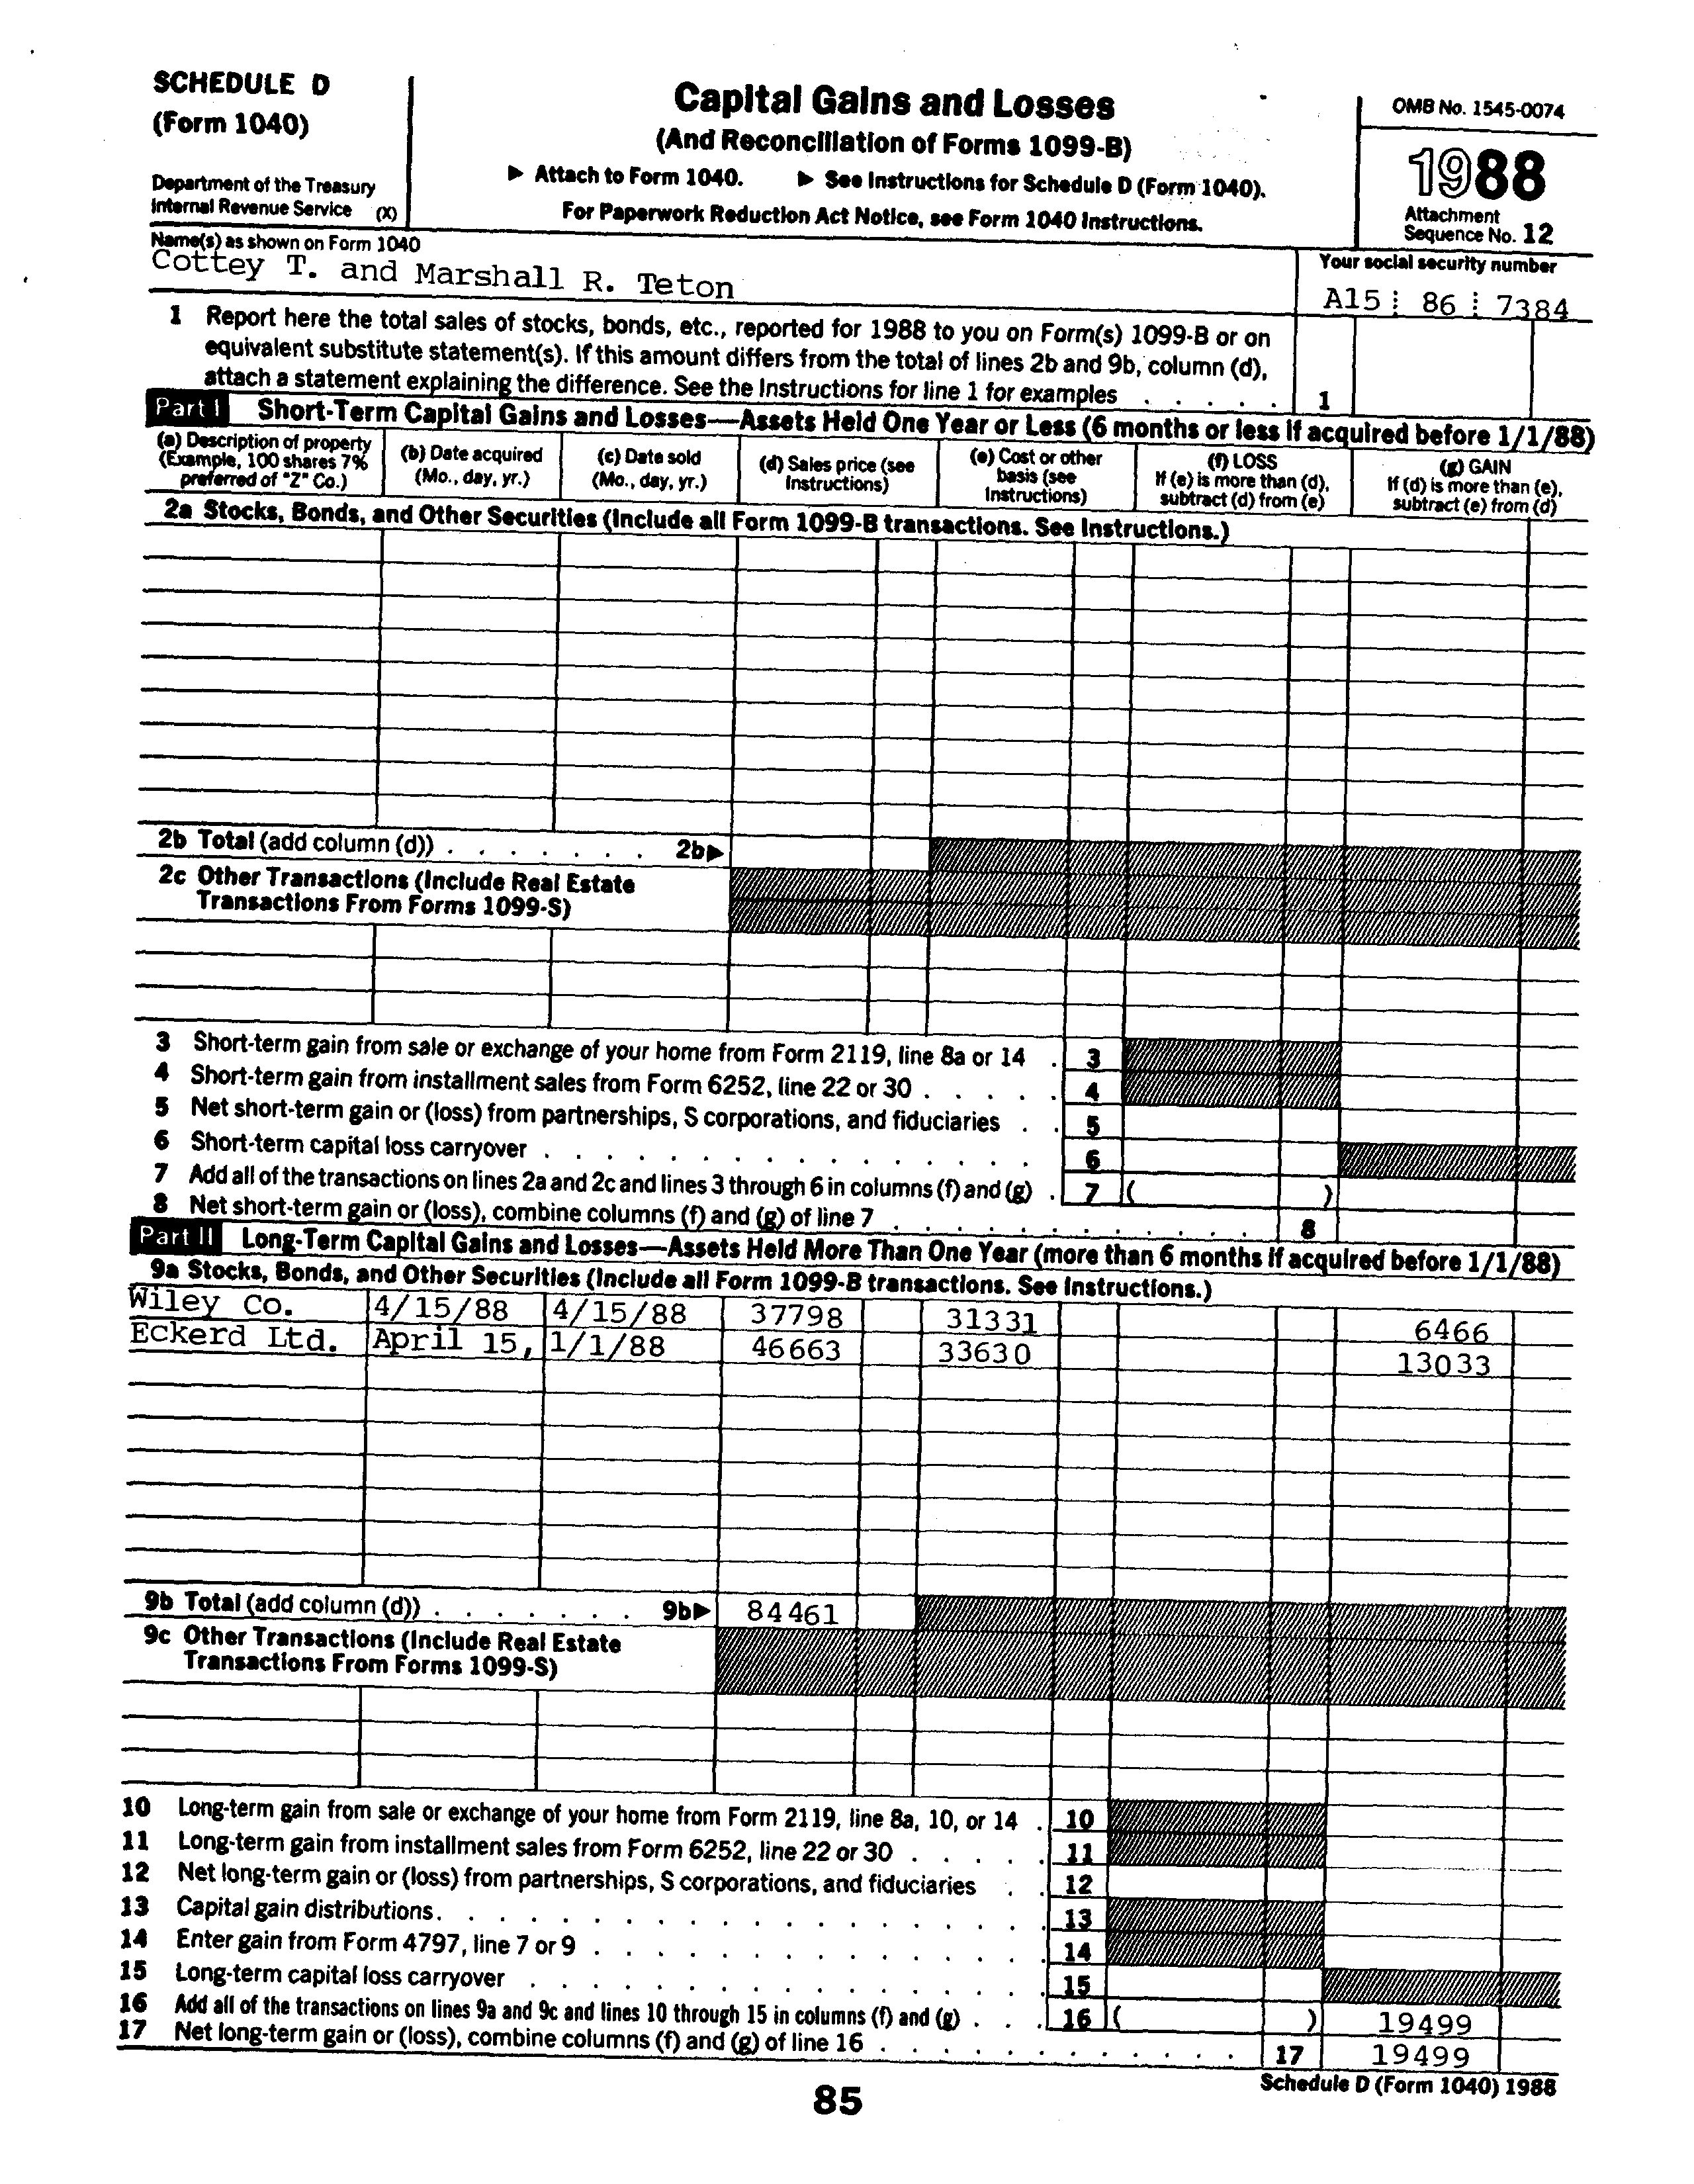 SCHEDULE D
(Form 1040)
Department of the Treasury
Internal Revenue Service (X)
Capital Gains and Losses
(And Reconciliation of Forms 1099-B)
▶ Attach to Form 1040. ▶ See Instructions for Schedule D (Form 1040).
For Paperwork Reduction Act Notice, see Form 1040 Instructions.
OMB No. 1545-0074
1988
Attachment
Sequence No. 12
Name(s) as shown on Form 1040
Cottey T. and Marshall R. Teton
Your social security number
A15 86 7384
1 Report here the total sales of stocks, bonds, etc., reported for 1988 to you on Form(s) 1099-B or on
equivalent substitute statement(s). If this amount differs from the total of lines 2b and 9b, column (d),
attach a statement explaining the difference. See the Instructions for line 1 for examples . . . . . 1
Part I Short-Term Capital Gains and Losses—Assets Held One Year or Less (6 months or less if acquired before 1/1/88)
(a) Description of property
(Example, 100 shares 7%
preferred of "Z" Co.)
(b) Date acquired
(Mo., day, yr.)
(c) Date sold
(Mo., day, yr.)
(d) Sales price (see
Instructions)
(e) Cost or other
basis (see
Instructions)
(f) LOSS
If (e) is more than (d),
subtract (d) from (e)
(g) GAIN
If (d) is more than (e),
subtract (e) from (d)
2a Stocks, Bonds, and Other Securities (Include all Form 1099-B transactions. See Instructions.)
2b Total (add column (d)) . . . . . . . 2b▶
2c Other Transactions (Include Real Estate
Transactions From Forms 1099-S)
3 Short-term gain from sale or exchange of your home from Form 2119, line 8a or 14 . 3
4 Short-term gain from installment sales from Form 6252, line 22 or 30 . . . . . 4
5 Net short-term gain or (loss) from partnerships, S corporations, and fiduciaries . . 5
6 Short-term capital loss carryover . . . . . . . . . . . . . . . . 6
7 Add all of the transactions on lines 2a and 2c and lines 3 through 6 in columns (f) and (g) . 7 ( )
8 Net short-term gain or (loss), combine columns (f) and (g) of line 7 . . . . . . . . . . . 8
Part II Long-Term Capital Gains and Losses—Assets Held More Than One Year (more than 6 months if acquired before 1/1/88)
9a Stocks, Bonds, and Other Securities (Include all Form 1099-B transactions. See Instructions.)
Wiley Co. 4/15/88 4/15/88 37798 31331 6466
Eckerd Ltd. April 15, 1/1/88 46663 33630 13033
9b Total (add column (d)) . . . . . . . 9b▶ 84461
9c Other Transactions (Include Real Estate
Transactions From Forms 1099-S)
10 Long-term gain from sale or exchange of your home from Form 2119, line 8a, 10, or 14 . 10
11 Long-term gain from installment sales from Form 6252, line 22 or 30 . . . . . 11
12 Net long-term gain or (loss) from partnerships, S corporations, and fiduciaries . . 12
13 Capital gain distributions. . . . . . . . . . . . . . . . . . 13
14 Enter gain from Form 4797, line 7 or 9 . . . . . . . . . . . . . . 14
15 Long-term capital loss carryover . . . . . . . . . . . . . . . . 15
16 Add all of the transactions on lines 9a and 9c and lines 10 through 15 in columns (f) and (g) . . . 16 ( ) 19499
17 Net long-term gain or (loss), combine columns (f) and (g) of line 16 . . . . . . . . . . . 17 19499
Schedule D (Form 1040) 1988
85